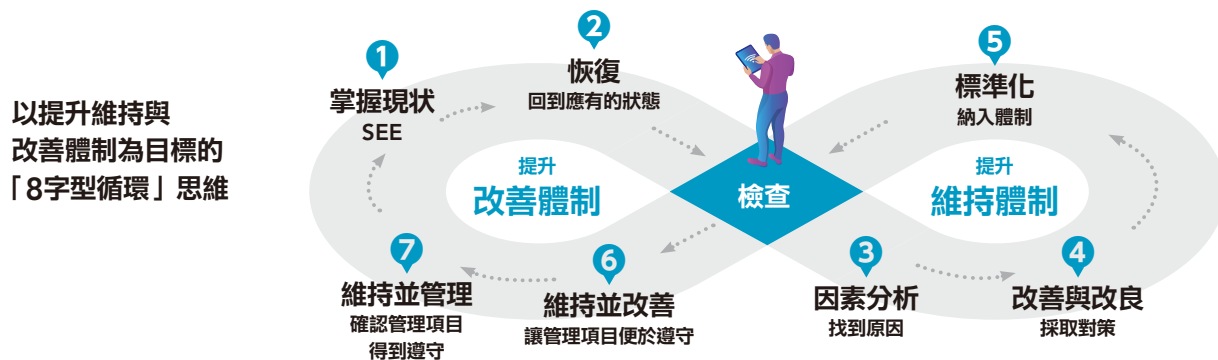 以提升維持與
改善體制為目標的
「8字型循環」思維
1
掌握現状
SEE
2
恢復
回到應有的狀態
5
標準化
納入體制
提升
改善體制
檢查
提升
維持體制
7
維持並管理
確認管理項目
得到遵守
6
維持並改善
讓管理項目便於遵守
3
因素分析
找到原因
4
改善與改良
採取對策